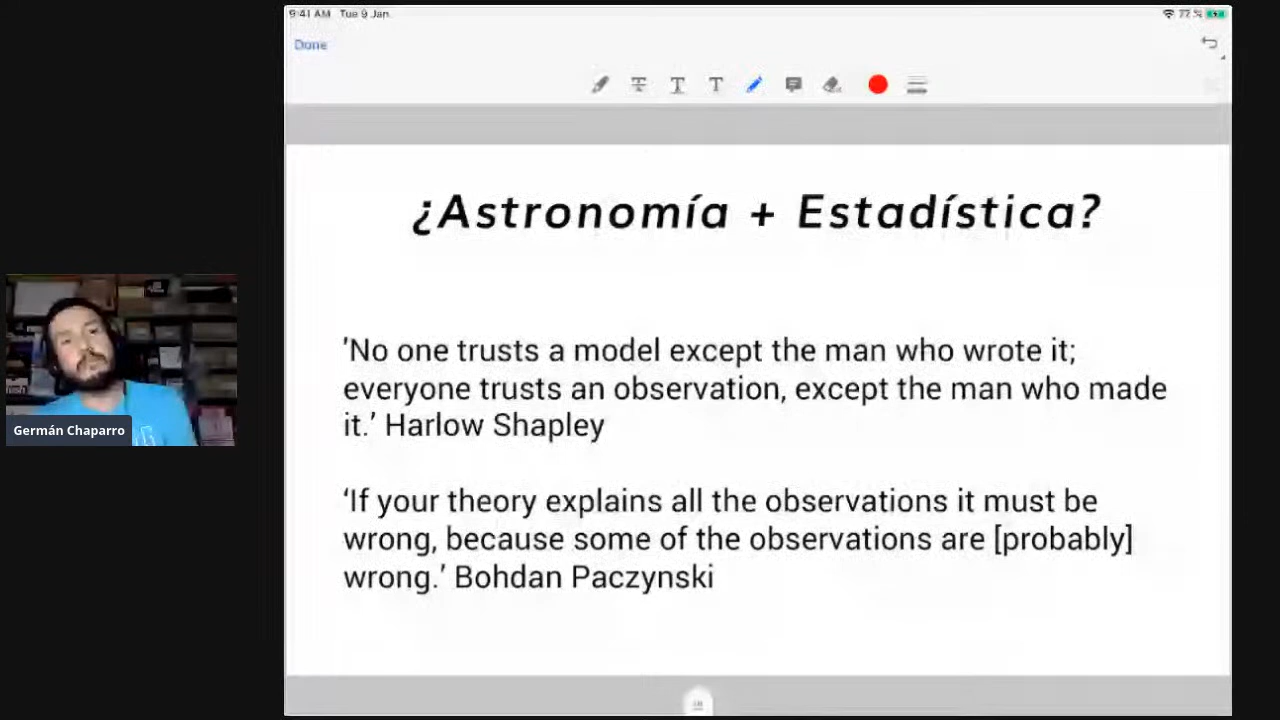 9:41 AM Tue 9 Jan
77 %
Done
T T T
¿Astronomía + Estadística?
'No one trusts a model except the man who wrote it;
everyone trusts an observation, except the man who made
it.’ Harlow Shapley
‘If your theory explains all the observations it must be
wrong, because some of the observations are [probably]
wrong.’ Bohdan Paczynski
Germán Chaparro